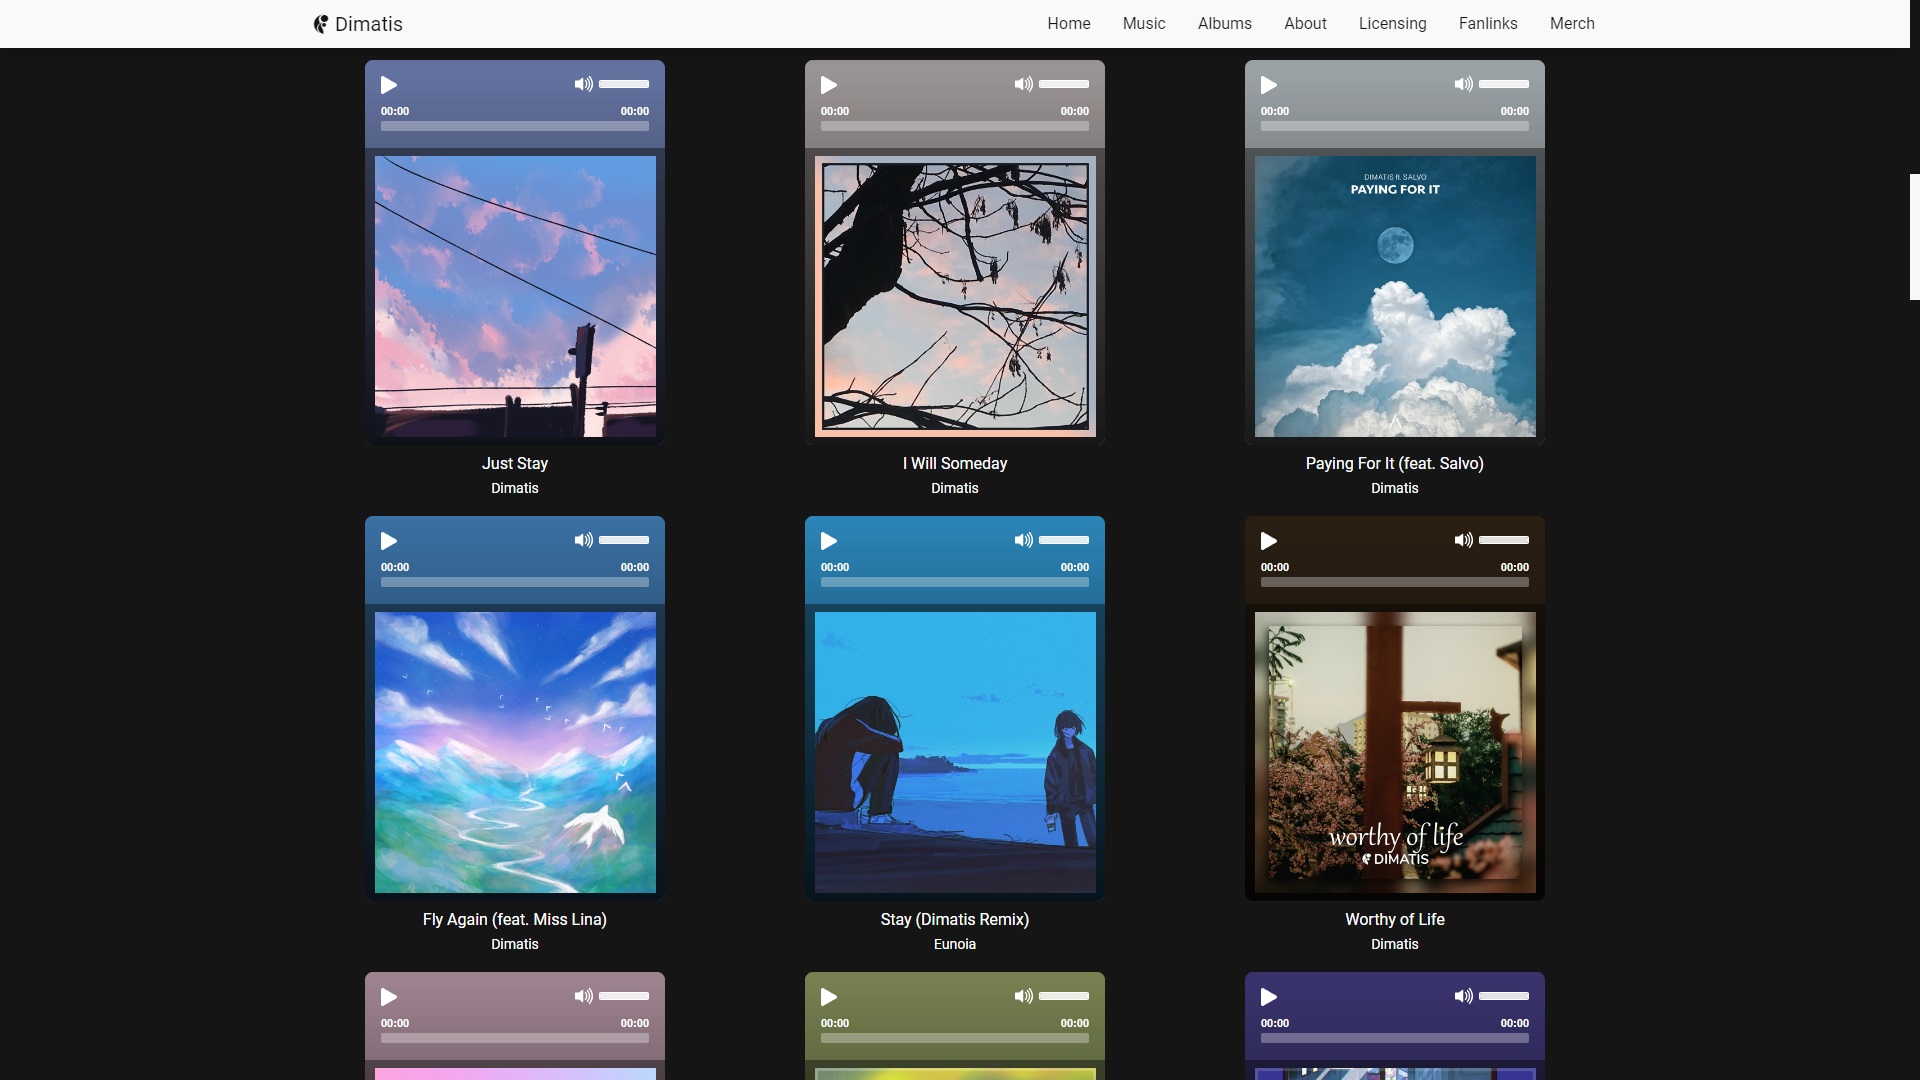 Dimatis
Home Music Albums About Licensing Fanlinks Merch
00:00 00:00
00:00 00:00
00:00 00:00
DIMATIS ft. SALVO
PAYING FOR IT
Just Stay
Dimatis
I Will Someday
Dimatis
Paying For It (feat. Salvo)
Dimatis
00:00 00:00
00:00 00:00
00:00 00:00
worthy of life
DIMATIS
Fly Again (feat. Miss Lina)
Dimatis
Stay (Dimatis Remix)
Eunoia
Worthy of Life
Dimatis
00:00 00:00
00:00 00:00
00:00 00:00